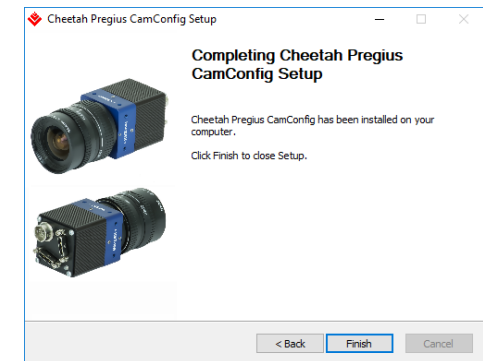 Cheetah Pregius CamConfig Setup
Completing Cheetah Pregius
CamConfig Setup
Cheetah Pregius CamConfig has been installed on your
computer.
Click Finish to close Setup.
< Back
Finish
Cancel